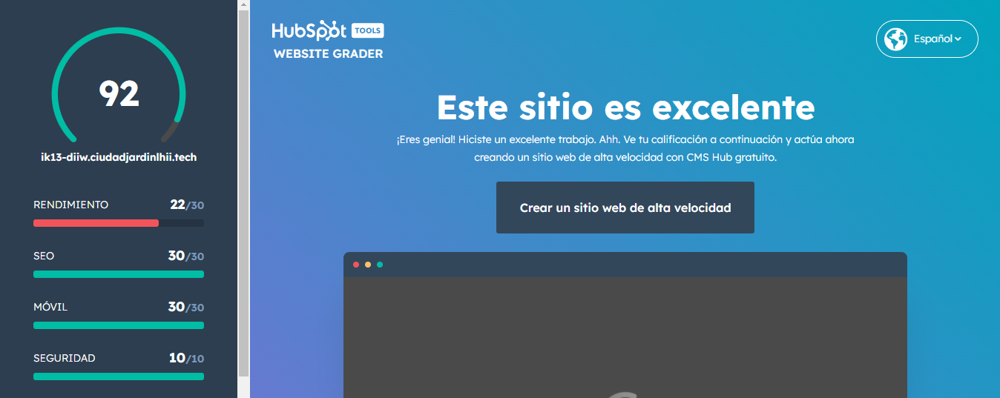 92
ik13-diiw.ciudadjardinlhii.tech
RENDIMIENTO 22/30
SEO 30/30
MÓVIL 30/30
SEGURIDAD 10/10
HubSpot TOOLS
WEBSITE GRADER
Español
Este sitio es excelente
¡Eres genial! Hiciste un excelente trabajo. Ahh. Ve tu calificación a continuación y actúa ahora
creando un sitio web de alta velocidad con CMS Hub gratuito.
Crear un sitio web de alta velocidad